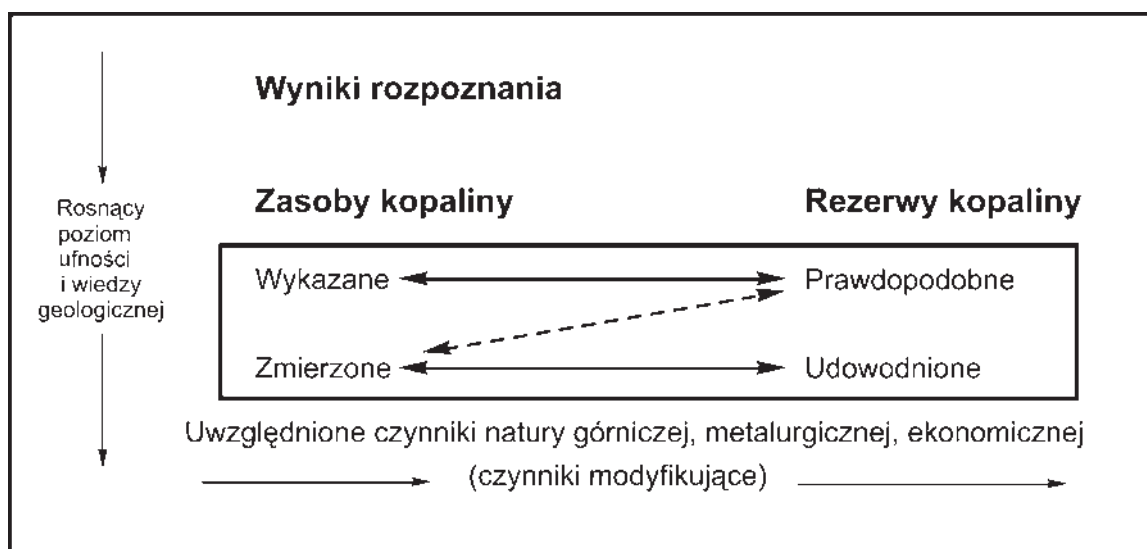 Wyniki rozpoznania
Zasoby kopaliny
Rezerwy kopaliny
Rosnący
poziom
ufności
i wiedzy
geologicznej
Wykazane
Prawdopodobne
Zmierzone
Udowodnione
Uwzględnione czynniki natury górniczej, metalurgicznej, ekonomicznej
(czynniki modyfikujące)